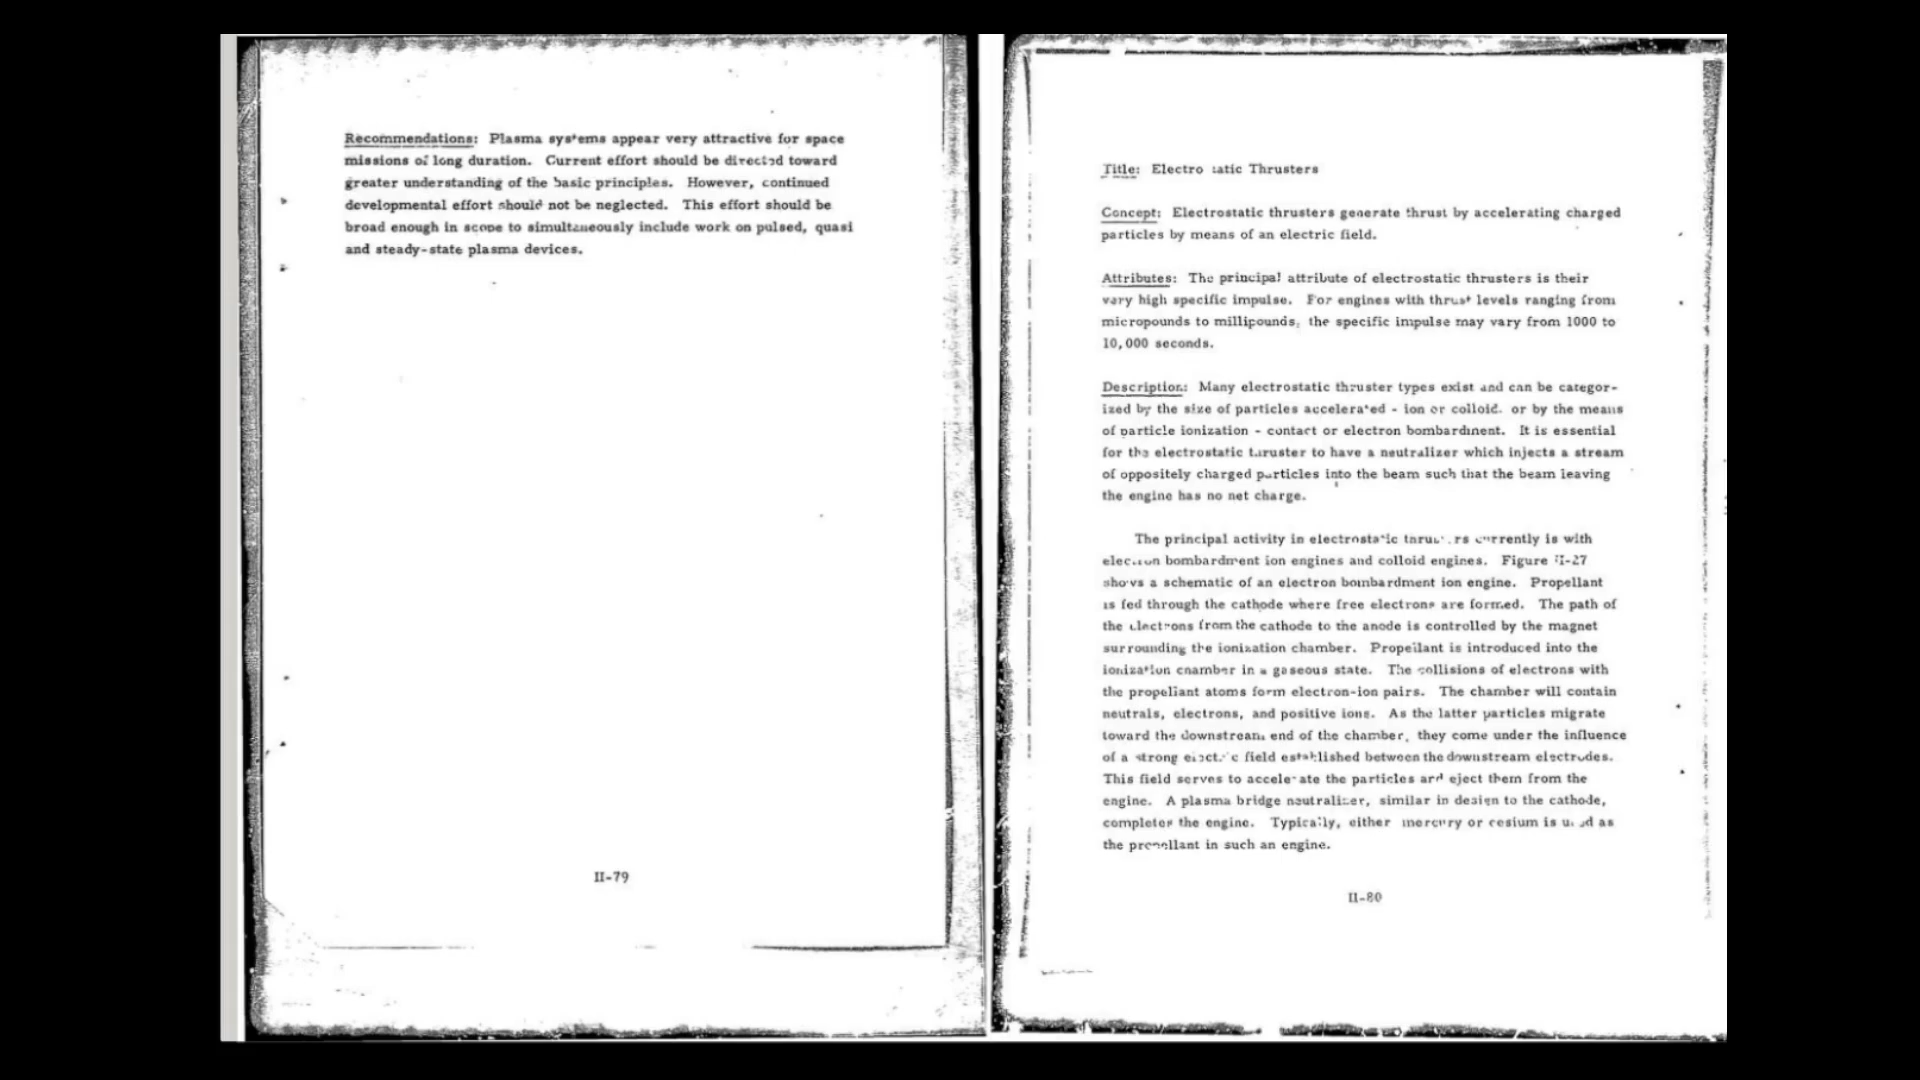 Recommendations: Plasma systems appear very attractive for space
missions of long duration. Current effort should be directed toward
greater understanding of the basic principles. However, continued
developmental effort should not be neglected. This effort should be
broad enough in scope to simultaneously include work on pulsed, quasi
and steady-state plasma devices.
II-79
Title: Electro static Thrusters
Concept: Electrostatic thrusters generate thrust by accelerating charged
particles by means of an electric field.
Attributes: The principal attribute of electrostatic thrusters is their
very high specific impulse. For engines with thrust levels ranging from
micropounds to millipounds, the specific impulse may vary from 1000 to
10,000 seconds.
Description: Many electrostatic thruster types exist and can be categor-
ized by the size of particles accelerated - ion or colloid. or by the means
of particle ionization - contact or electron bombardment. It is essential
for the electrostatic thruster to have a neutralizer which injects a stream
of oppositely charged particles into the beam such that the beam leaving
the engine has no net charge.
The principal activity in electrostatic thrusters currently is with
electron bombardment ion engines and colloid engines. Figure II-27
shows a schematic of an electron bombardment ion engine. Propellant
is fed through the cathode where free electrons are formed. The path of
the electrons from the cathode to the anode is controlled by the magnet
surrounding the ionization chamber. Propellant is introduced into the
ionization chamber in a gaseous state. The collisions of electrons with
the propellant atoms form electron-ion pairs. The chamber will contain
neutrals, electrons, and positive ions. As the latter particles migrate
toward the downstream end of the chamber, they come under the influence
of a strong electric field established between the downstream electrodes.
This field serves to accelerate the particles and eject them from the
engine. A plasma bridge neutralizer, similar in design to the cathode,
completes the engine. Typically, either mercury or cesium is used as
the propellant in such an engine.
II-80